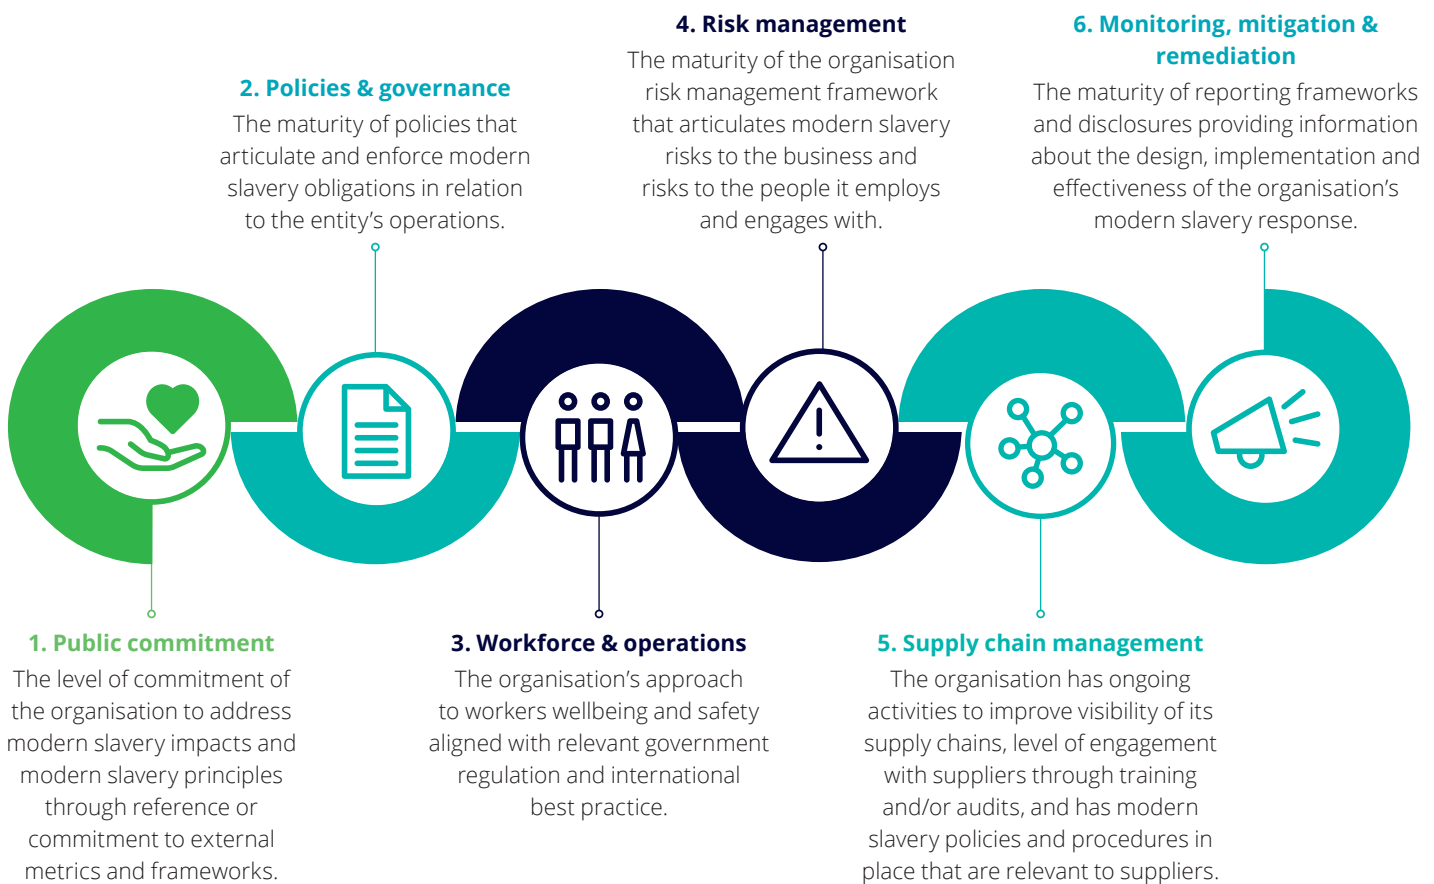 1. Public commitment
The level of commitment of
the organisation to address
modern slavery impacts and
modern slavery principles
through reference or
commitment to external
metrics and frameworks.
2. Policies & governance
The maturity of policies that
articulate and enforce modern
slavery obligations in relation
to the entity’s operations.
3. Workforce & operations
The organisation’s approach
to workers wellbeing and safety
aligned with relevant government
regulation and international
best practice.
4. Risk management
The maturity of the organisation
risk management framework
that articulates modern slavery
risks to the business and
risks to the people it employs
and engages with.
5. Supply chain management
The organisation has ongoing
activities to improve visibility of its
supply chains, level of engagement
with suppliers through training
and/or audits, and has modern
slavery policies and procedures in
place that are relevant to suppliers.
6. Monitoring, mitigation &
remediation
The maturity of reporting frameworks
and disclosures providing information
about the design, implementation and
effectiveness of the organisation’s
modern slavery response.